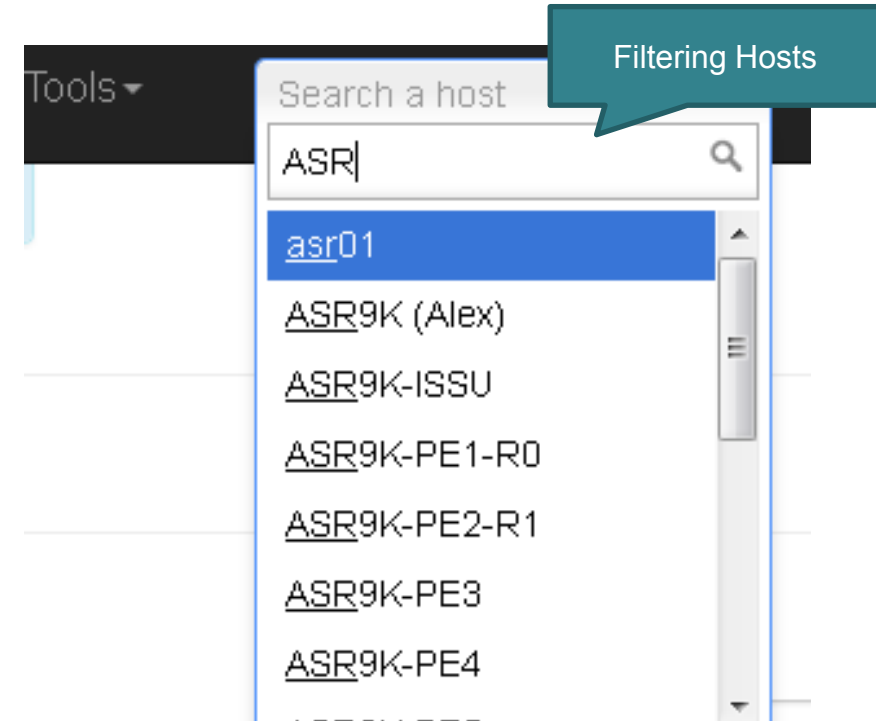 Filtering Hosts
Tools
Search a host
ASR
asr01
ASR9K (Alex)
ASR9K-ISSU
ASR9K-PE1-R0
ASR9K-PE2-R1
ASR9K-PE3
ASR9K-PE4